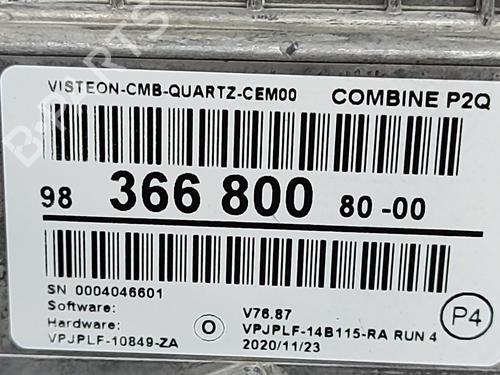 VISTEON-CMB-QUARTZ-CEM00 COMBINE P2Q
98 366 800 80-00
SN 0004046601
Software: V76.87
Hardware: O VPJPLF-14B115-RA RUN 4 P4
VPJPLF-10849-ZA 2020/11/23